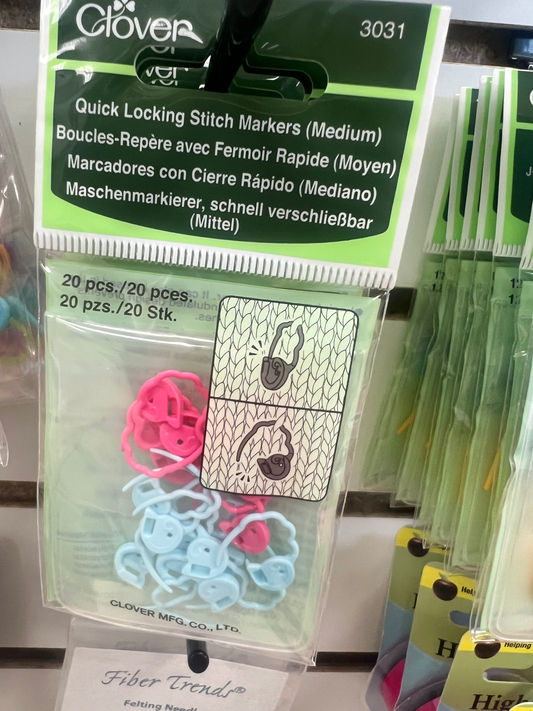 Clover
3031
Quick Locking Stitch Markers (Medium)
Boucles-Repère avec Fermoir Rapide (Moyen)
Marcadores con Cierre Rápido (Mediano)
Maschenmarkierer, schnell verschließbar
(Mittel)
20 pcs./20 pces.
20 pzs./20 Stk.
CLOVER MFG. CO., LTD.
Fiber Trends®
Felting
Helping